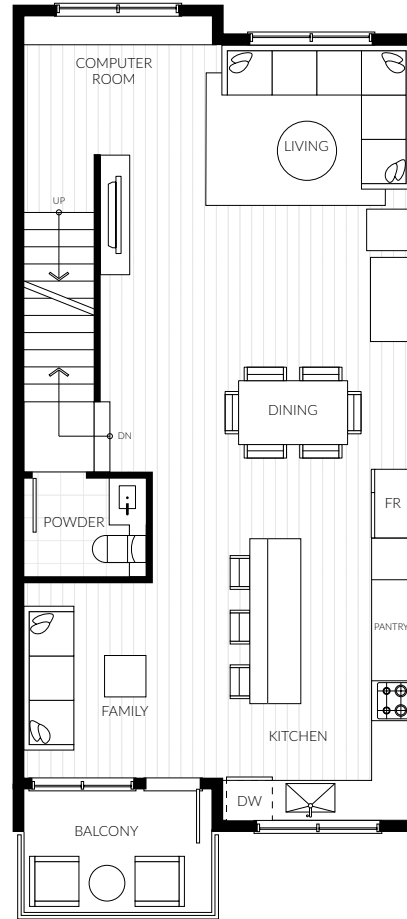 COMPUTER
ROOM
LIVING
UP
DINING
DN
FR
POWDER
PANTRY
FAMILY
KITCHEN
DW
BALCONY